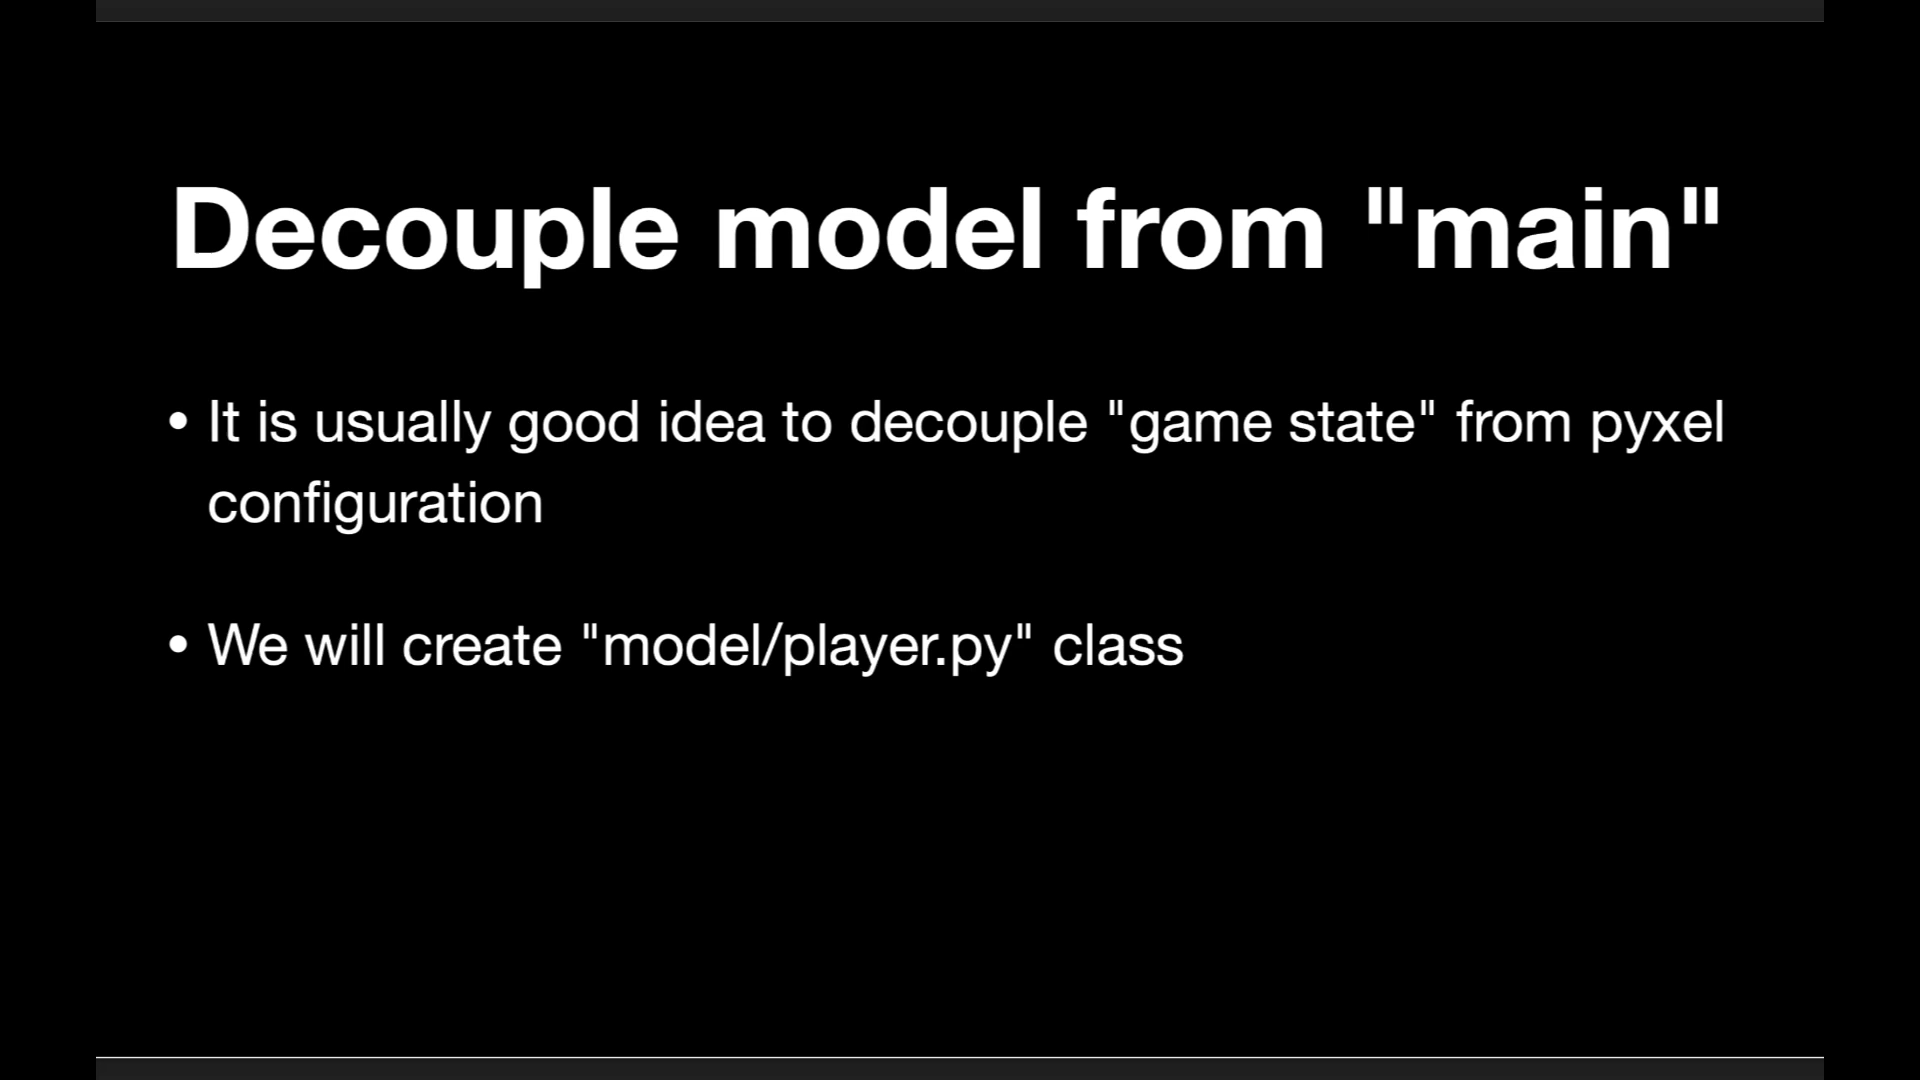 Decouple model from "main"
• It is usually good idea to decouple "game state" from pyxel
configuration
• We will create "model/player.py" class